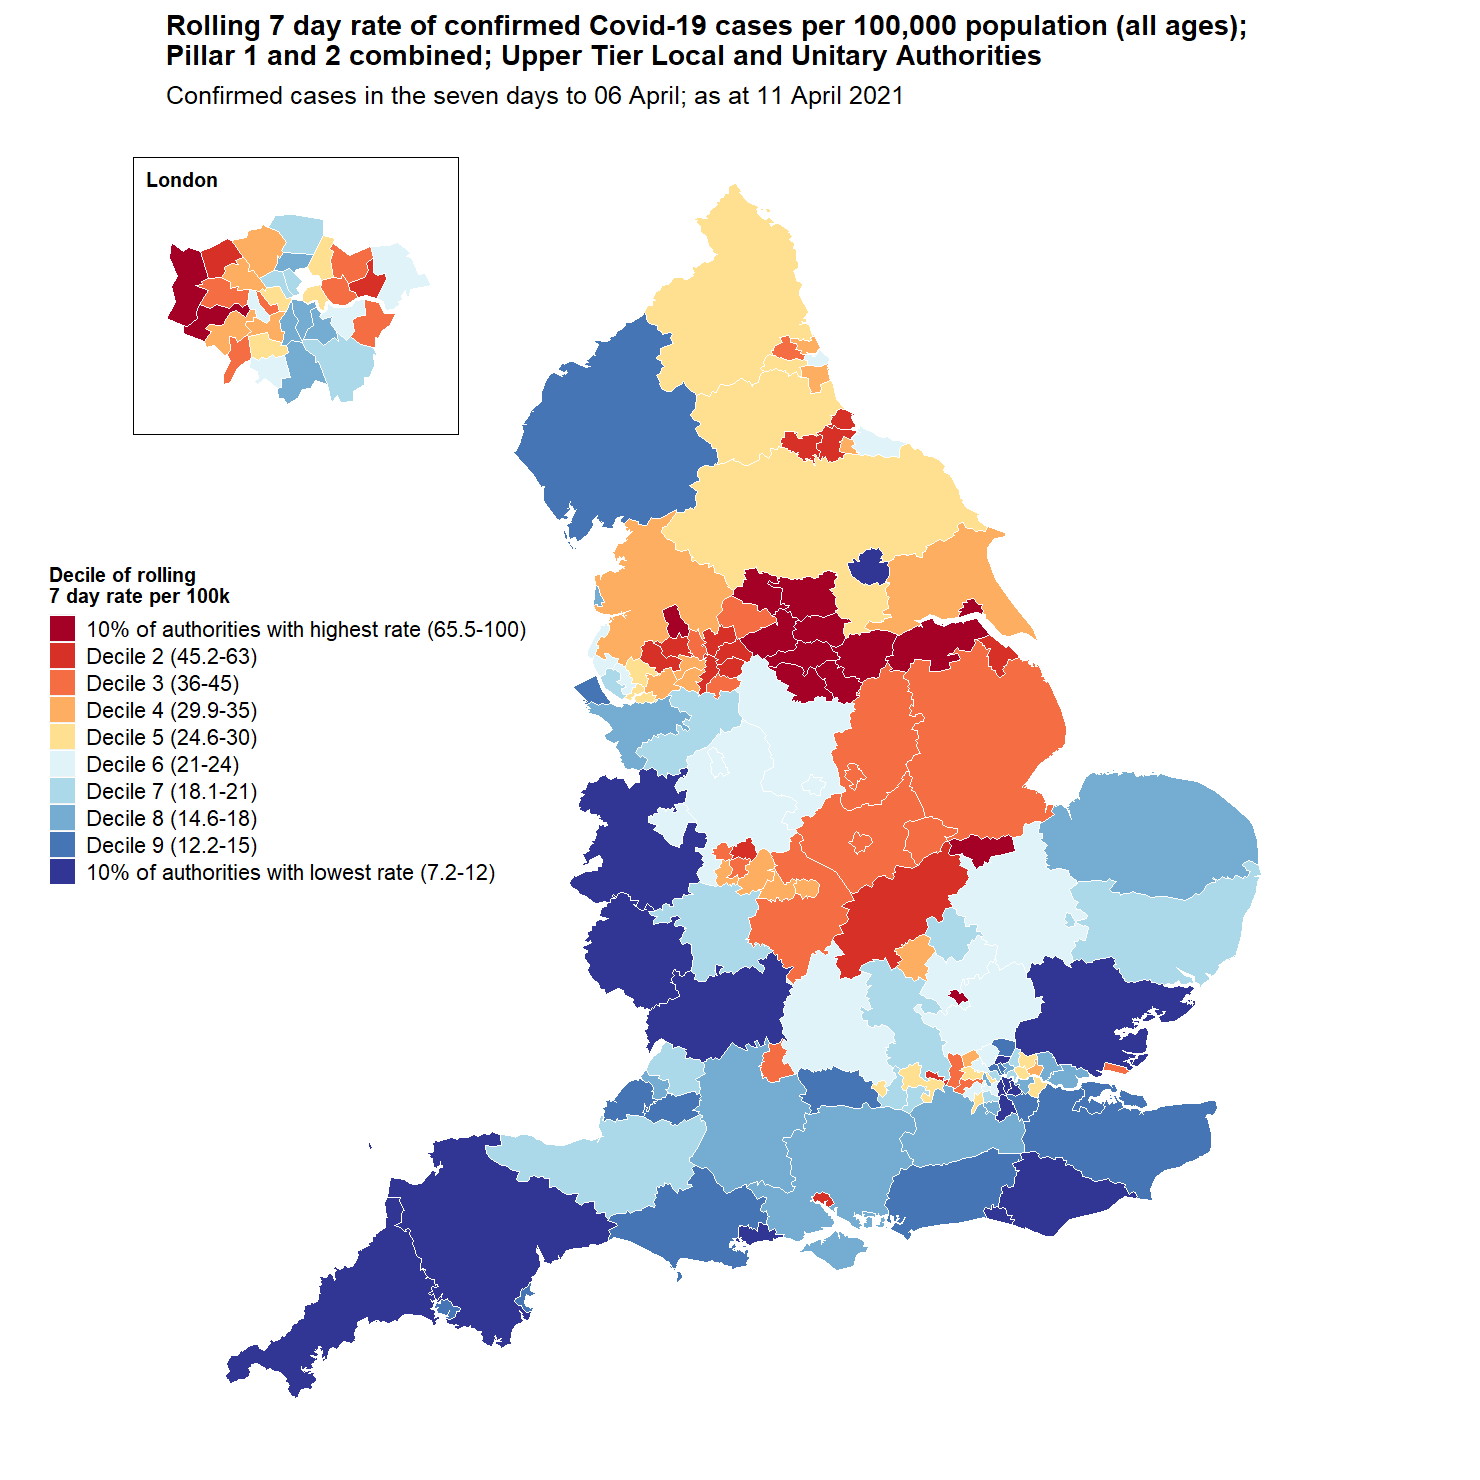 Rolling 7 day rate of confirmed Covid-19 cases per 100,000 population (all ages);
Pillar 1 and 2 combined; Upper Tier Local and Unitary Authorities
Confirmed cases in the seven days to 06 April; as at 11 April 2021
London
Decile of rolling
7 day rate per 100k
10% of authorities with highest rate (65.5-100)
Decile 2 (45.2-63)
Decile 3 (36-45)
Decile 4 (29.9-35)
Decile 5 (24.6-30)
Decile 6 (21-24)
Decile 7 (18.1-21)
Decile 8 (14.6-18)
Decile 9 (12.2-15)
10% of authorities with lowest rate (7.2-12)